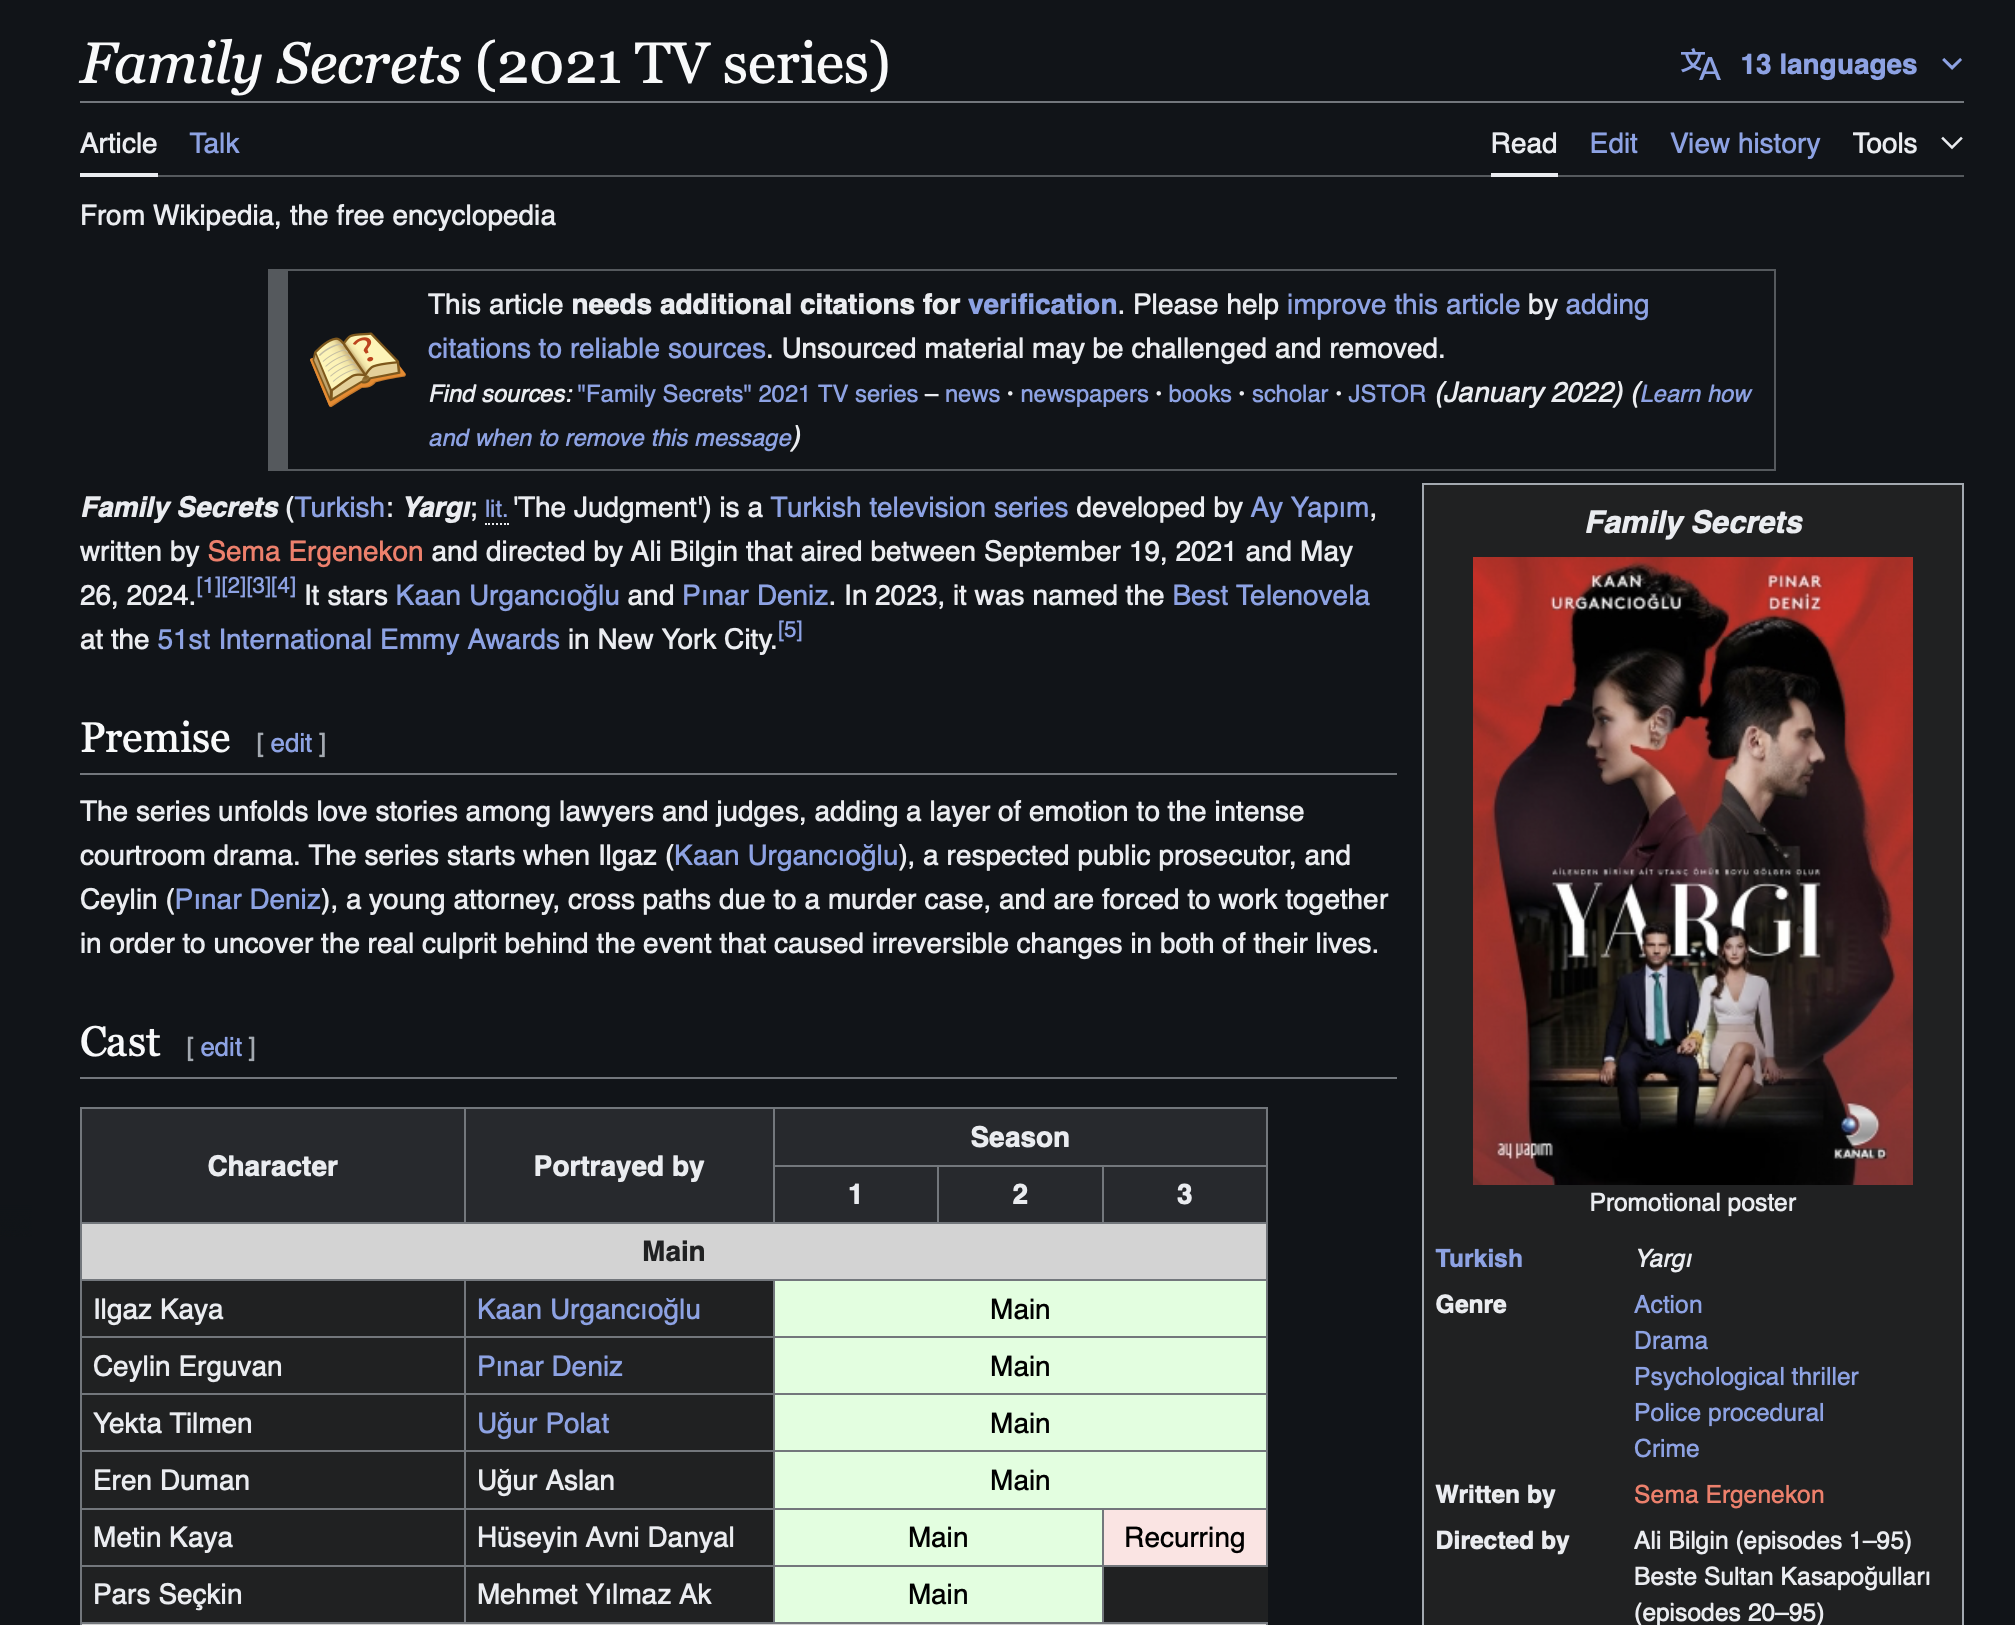 Family Secrets (2021 TV series)
13 languages
Article Talk
Read Edit View history Tools
From Wikipedia, the free encyclopedia
This article needs additional citations for verification. Please help improve this article by adding
citations to reliable sources. Unsourced material may be challenged and removed.
Find sources: "Family Secrets" 2021 TV series – news · newspapers · books · scholar · JSTOR (January 2022) (Learn how
and when to remove this message)
Family Secrets (Turkish: Yargı; lit. 'The Judgment') is a Turkish television series developed by Ay Yapım,
written by Sema Ergenekon and directed by Ali Bilgin that aired between September 19, 2021 and May
26, 2024.[1][2][3][4] It stars Kaan Urgancıoğlu and Pınar Deniz. In 2023, it was named the Best Telenovela
at the 51st International Emmy Awards in New York City.[5]
Premise [ edit ]
The series unfolds love stories among lawyers and judges, adding a layer of emotion to the intense
courtroom drama. The series starts when Ilgaz (Kaan Urgancıoğlu), a respected public prosecutor, and
Ceylin (Pınar Deniz), a young attorney, cross paths due to a murder case, and are forced to work together
in order to uncover the real culprit behind the event that caused irreversible changes in both of their lives.
Cast [ edit ]
Character Portrayed by Season
1 2 3
Main
Ilgaz Kaya Kaan Urgancıoğlu Main
Ceylin Erguvan Pınar Deniz Main
Yekta Tilmen Uğur Polat Main
Eren Duman Uğur Aslan Main
Metin Kaya Hüseyin Avni Danyal Main Recurring
Pars Seçkin Mehmet Yılmaz Ak Main
Family Secrets
KAAN PINAR
URGANCIOĞLU DENİZ
AİLENDEN BİRİNE AİT UTANÇ ÖMÜR BOYU GÖLGEN OLUR
YARGI
ay yapım
KANAL D
Promotional poster
Turkish Yargı
Genre Action
Drama
Psychological thriller
Police procedural
Crime
Written by Sema Ergenekon
Directed by Ali Bilgin (episodes 1–95)
Beste Sultan Kasapoğulları
(episodes 20–95)